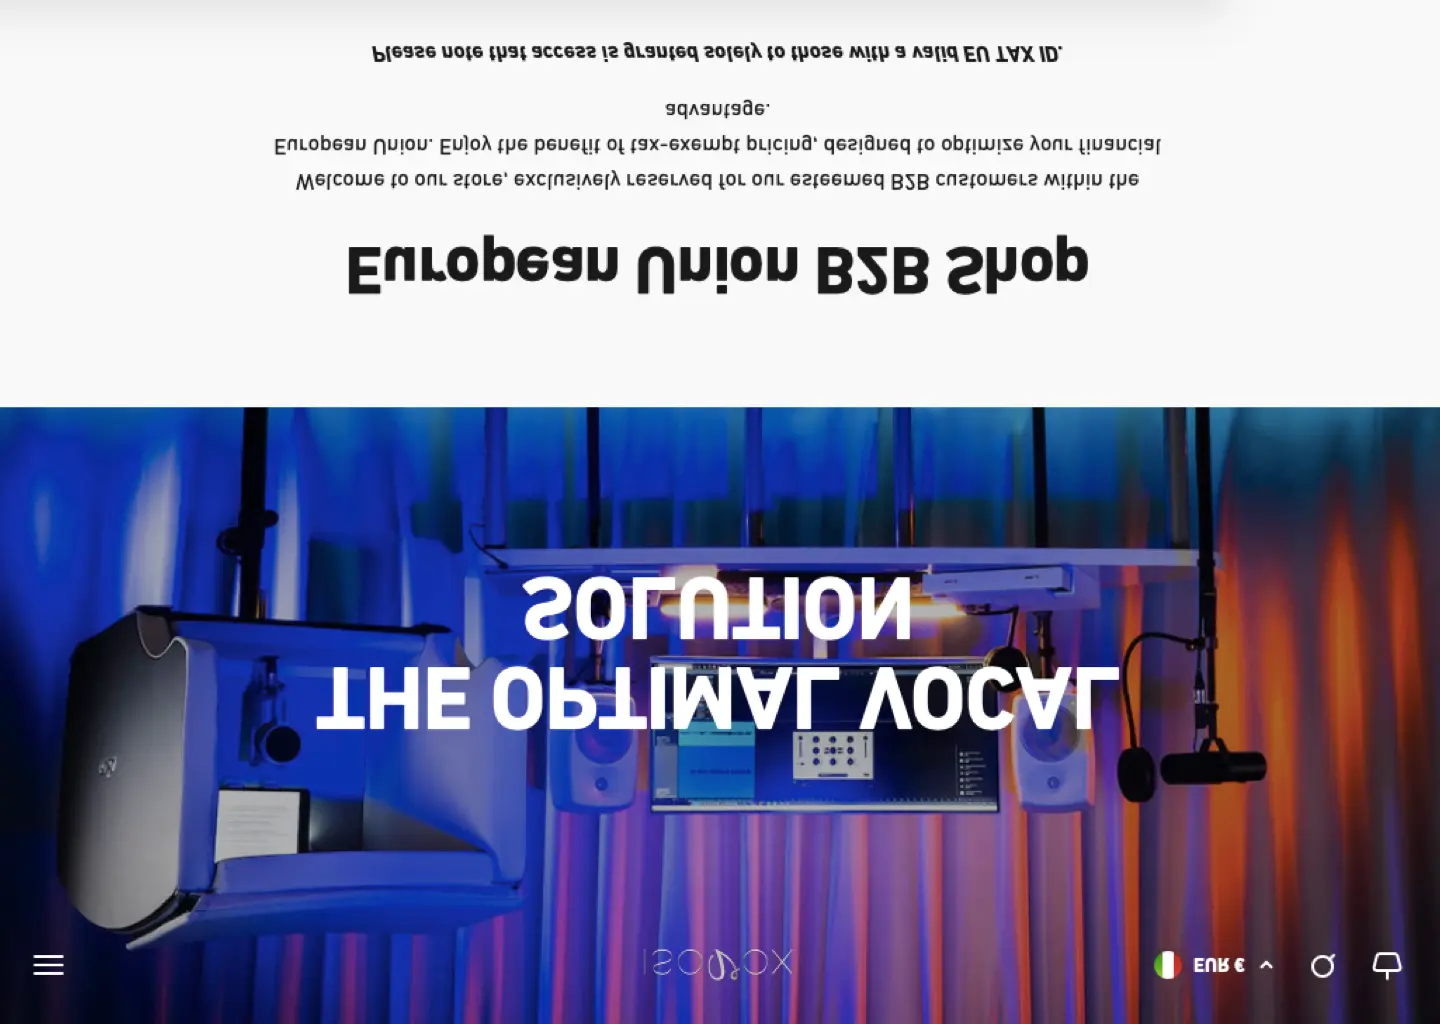 ISOVOX
EUR €
THE OPTIMAL VOCAL
SOLUTION
European Union B2B Shop
Welcome to our store, exclusively reserved for our esteemed B2B customers within the
European Union. Enjoy the benefit of tax-exempt pricing, designed to optimize your financial
advantage.
Please note that access is granted solely to those with a valid EU TAX ID.